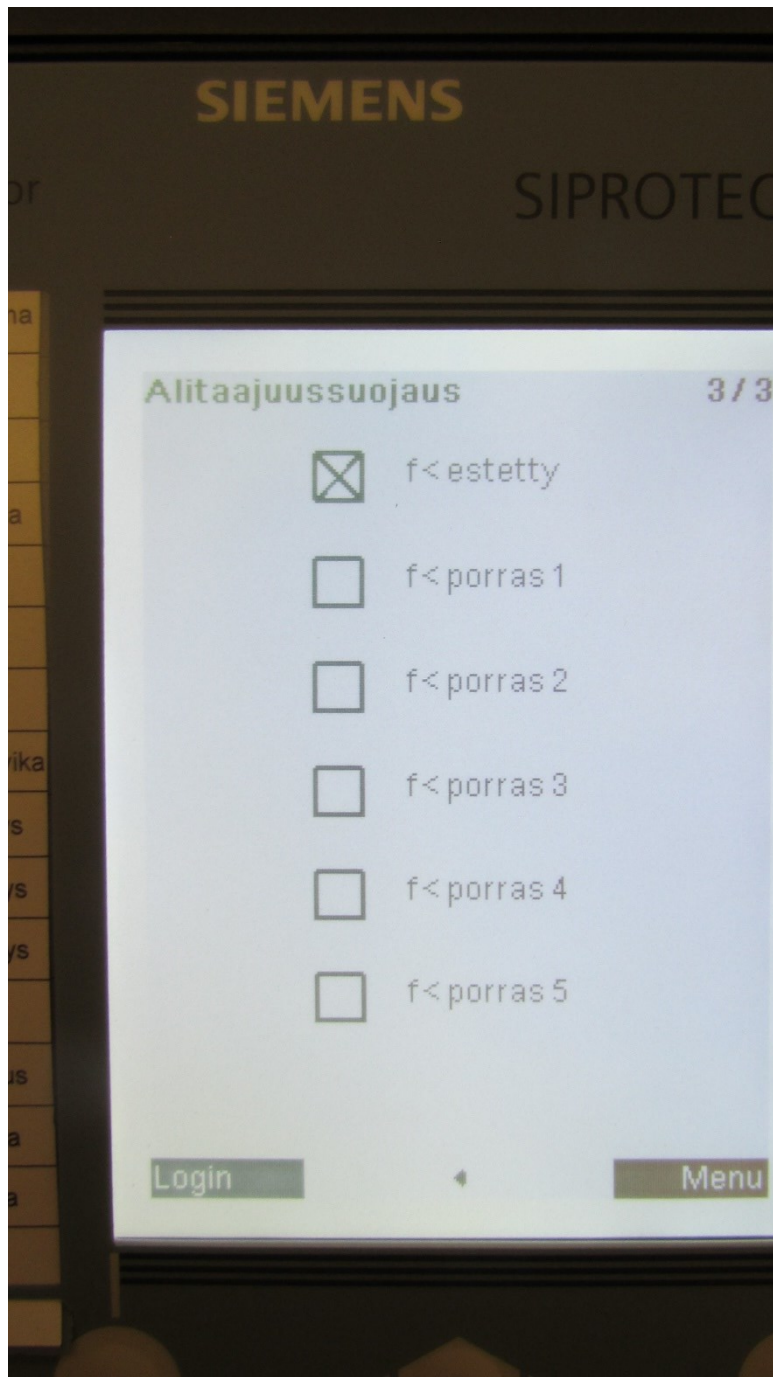 SIEMENS
SIPROTEC
Alitaajuussuojaus 3/3
f< estetty
f< porras 1
f< porras 2
f< porras 3
f< porras 4
f< porras 5
Login Menu